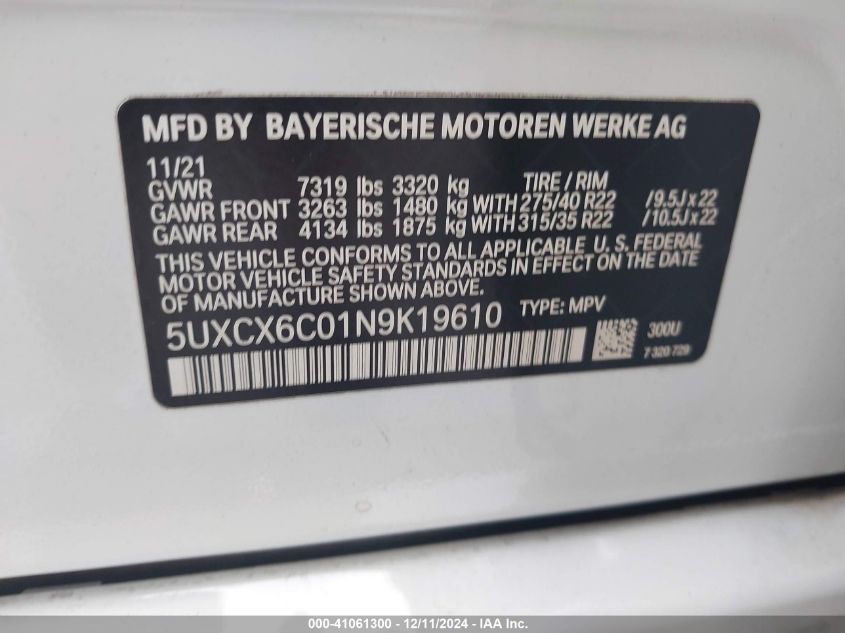 MFD BY BAYERISCHE MOTOREN WERKE AG
11/21
GVWR 7319 lbs 3320 kg TIRE / RIM
GAWR FRONT 3263 lbs 1480 kg WITH 275/40 R22 /9.5J x 22
GAWR REAR 4134 lbs 1875 kg WITH 315/35 R22 /10.5J x 22
THIS VEHICLE CONFORMS TO ALL APPLICABLE U. S. FEDERAL
MOTOR VEHICLE SAFETY STANDARDS IN EFFECT ON THE DATE
OF MANUFACTURE SHOWN ABOVE.
5UXCX6C01N9K19610 TYPE: MPV
300U
7 320 729
000-41061300 - 12/11/2024 - IAA Inc.